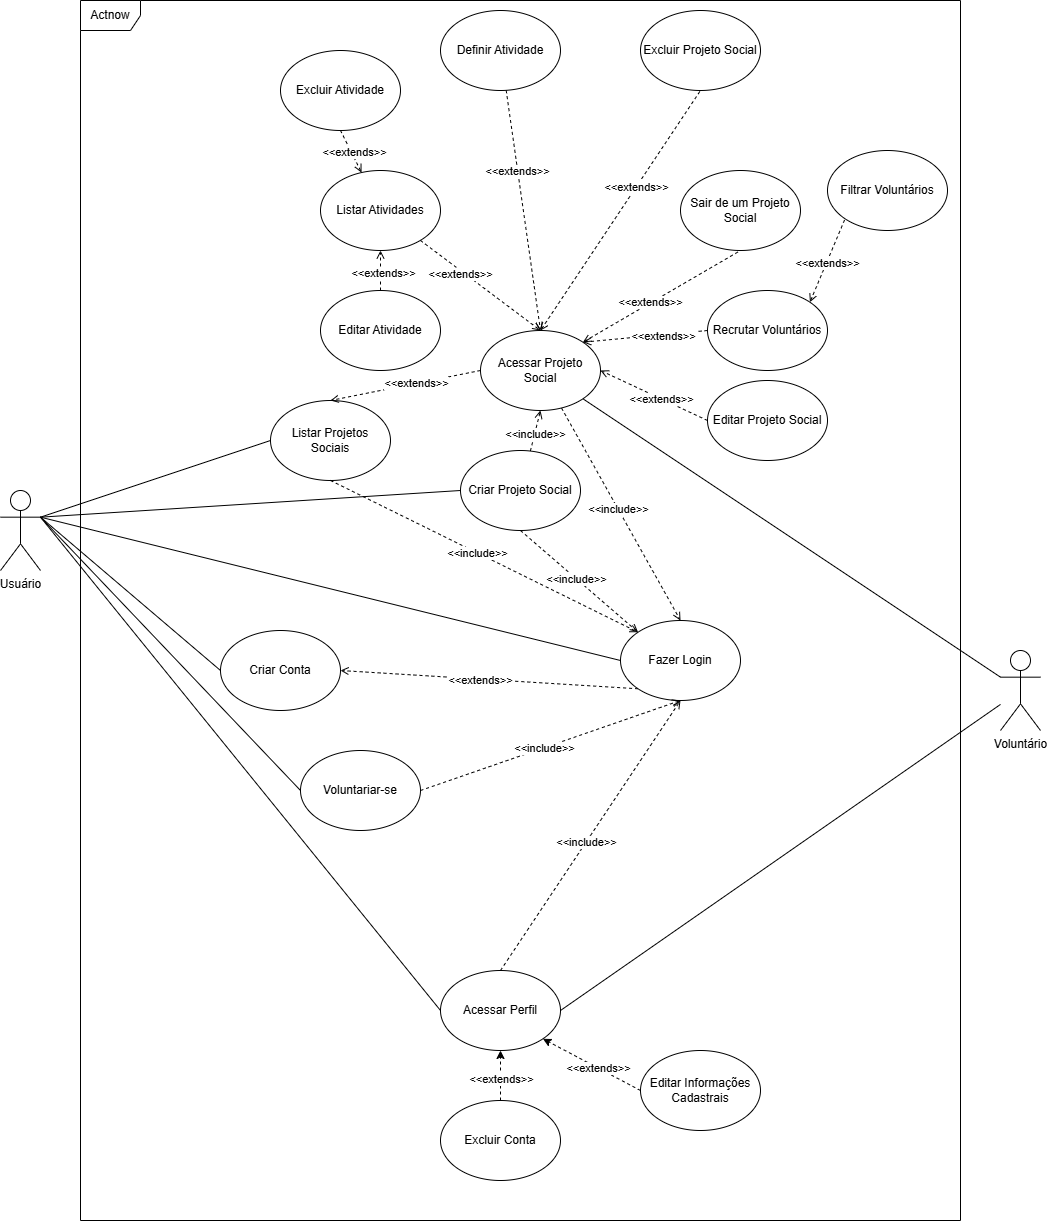 Actnow
Definir Atividade
Excluir Projeto Social
Excluir Atividade
<<extends>>
<<extends>>
<<extends>>
Filtrar Voluntários
Listar Atividades
Sair de um Projeto
Social
<<extends>>
<<extends>>
<<extends>>
<<extends>>
Editar Atividade
Recrutar Voluntários
<<extends>>
Acessar Projeto
Social
<<extends>>
<<extends>>
Editar Projeto Social
Listar Projetos
Sociais
<<include>>
Criar Projeto Social
<<include>>
<<include>>
<<include>>
Usuário
Fazer Login
Criar Conta
<<extends>>
Voluntário
<<include>>
Voluntariar-se
<<include>>
Acessar Perfil
<<extends>>
<<extends>>
Editar Informações
Cadastrais
Excluir Conta